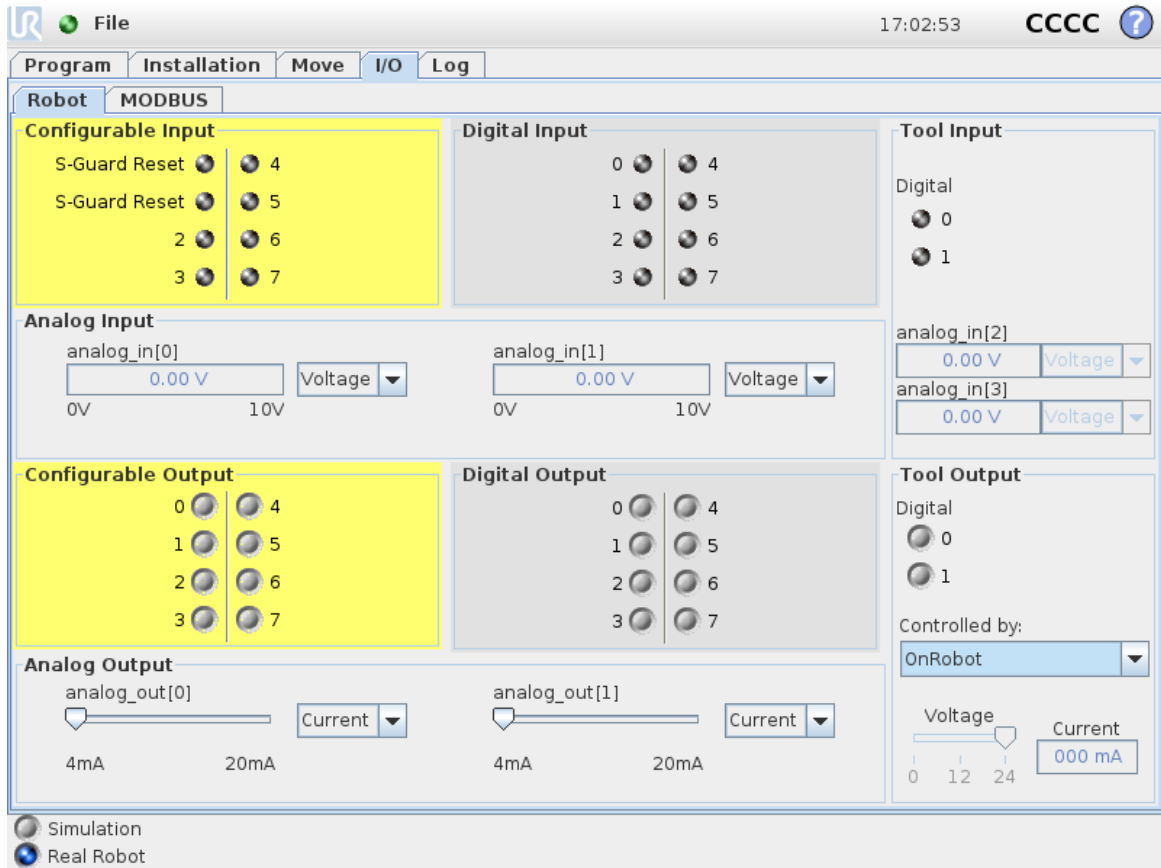 UR File 17:02:53 CCCC ?
Program Installation Move I/O Log
Robot MODBUS
Configurable Input
S-Guard Reset 4
S-Guard Reset 5
2 6
3 7
Digital Input
0 4
1 5
2 6
3 7
Tool Input
Digital
0
1
analog_in[2]
0.00 V Voltage
analog_in[3]
0.00 V Voltage
Analog Input
analog_in[0]
0.00 V Voltage
0V 10V
analog_in[1]
0.00 V Voltage
0V 10V
Configurable Output
0 4
1 5
2 6
3 7
Digital Output
0 4
1 5
2 6
3 7
Tool Output
Digital
0
1
Controlled by:
OnRobot
Voltage
0 12 24
Current
000 mA
Analog Output
analog_out[0]
Current
4mA 20mA
analog_out[1]
Current
4mA 20mA
Simulation
Real Robot